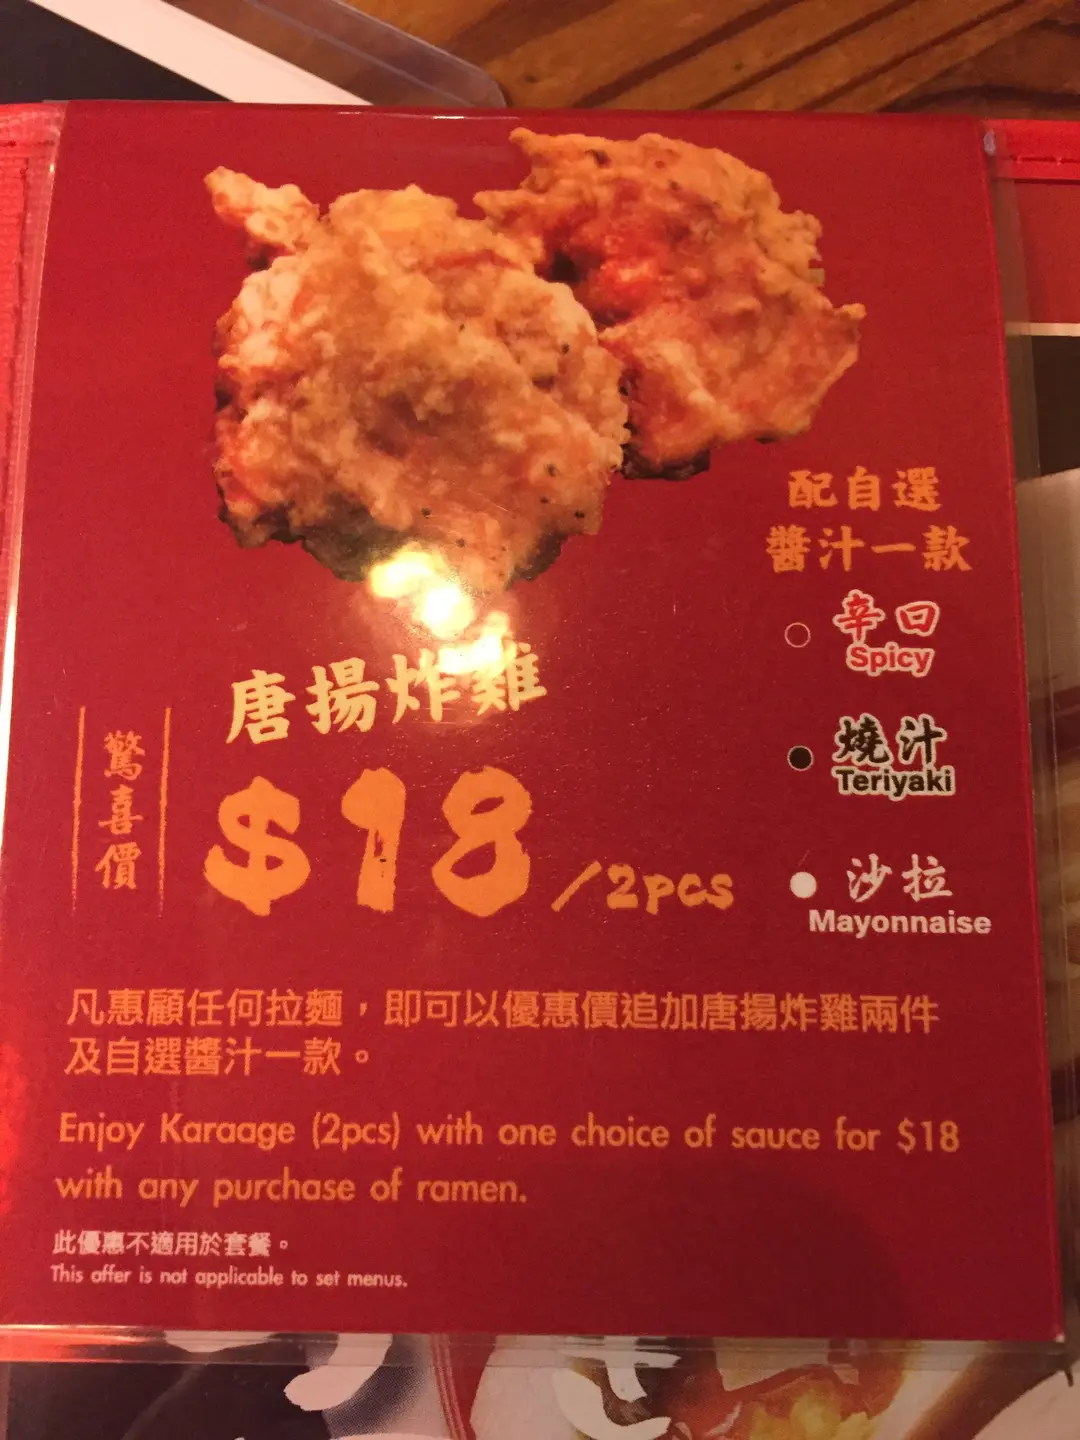 配自選
醬汁一款
辛口
Spicy
燒汁
Teriyaki
沙拉
Mayonnaise
唐揚炸雞
驚喜價
$18/2pcs
凡惠顧任何拉麵，即可以優惠價追加唐揚炸雞兩件
及自選醬汁一款。
Enjoy Karaage (2pcs) with one choice of sauce for $18
with any purchase of ramen.
此優惠不適用於套餐。
This offer is not applicable to set menus.